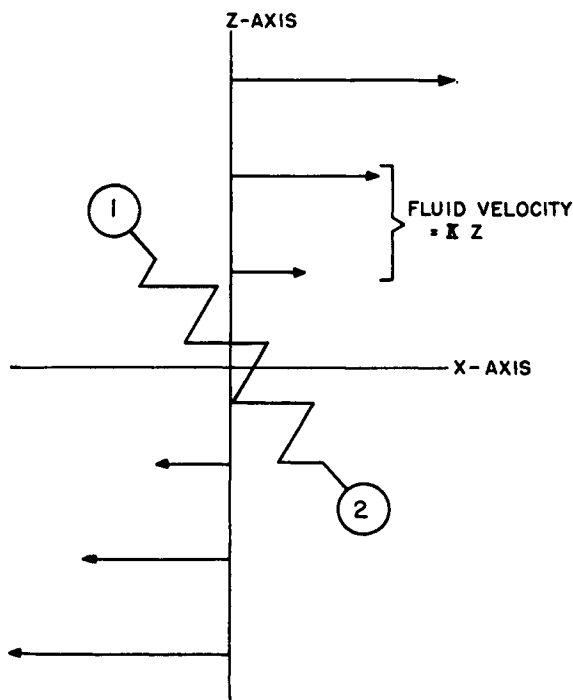 Z-AXIS
1
FLUID VELOCITY
= K Z
X-AXIS
2